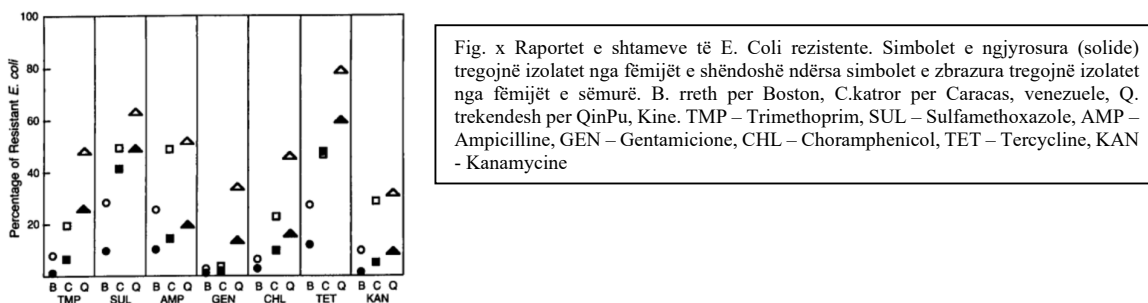 100
80
60
40
20
Percentage of Resistant E. coli
B C Q B C Q B C Q B C Q B C Q B C Q B C Q
TMP SUL AMP GEN CHL TET KAN
Fig. x Raportet e shtameve të E. Coli rezistente. Simbolet e ngjyrosura (solide)
tregojnë izolatet nga fëmijët e shëndoshë ndërsa simbolet e zbrazura tregojnë izolatet
nga fëmijët e sëmurë. B. rreth per Boston, C.katror per Caracas, venezuele, Q.
trekendesh per QinPu, Kine. TMP – Trimethoprim, SUL – Sulfamethoxazole, AMP –
Ampicilline, GEN – Gentamicione, CHL – Choramphenicol, TET – Tercycline, KAN
- Kanamycine